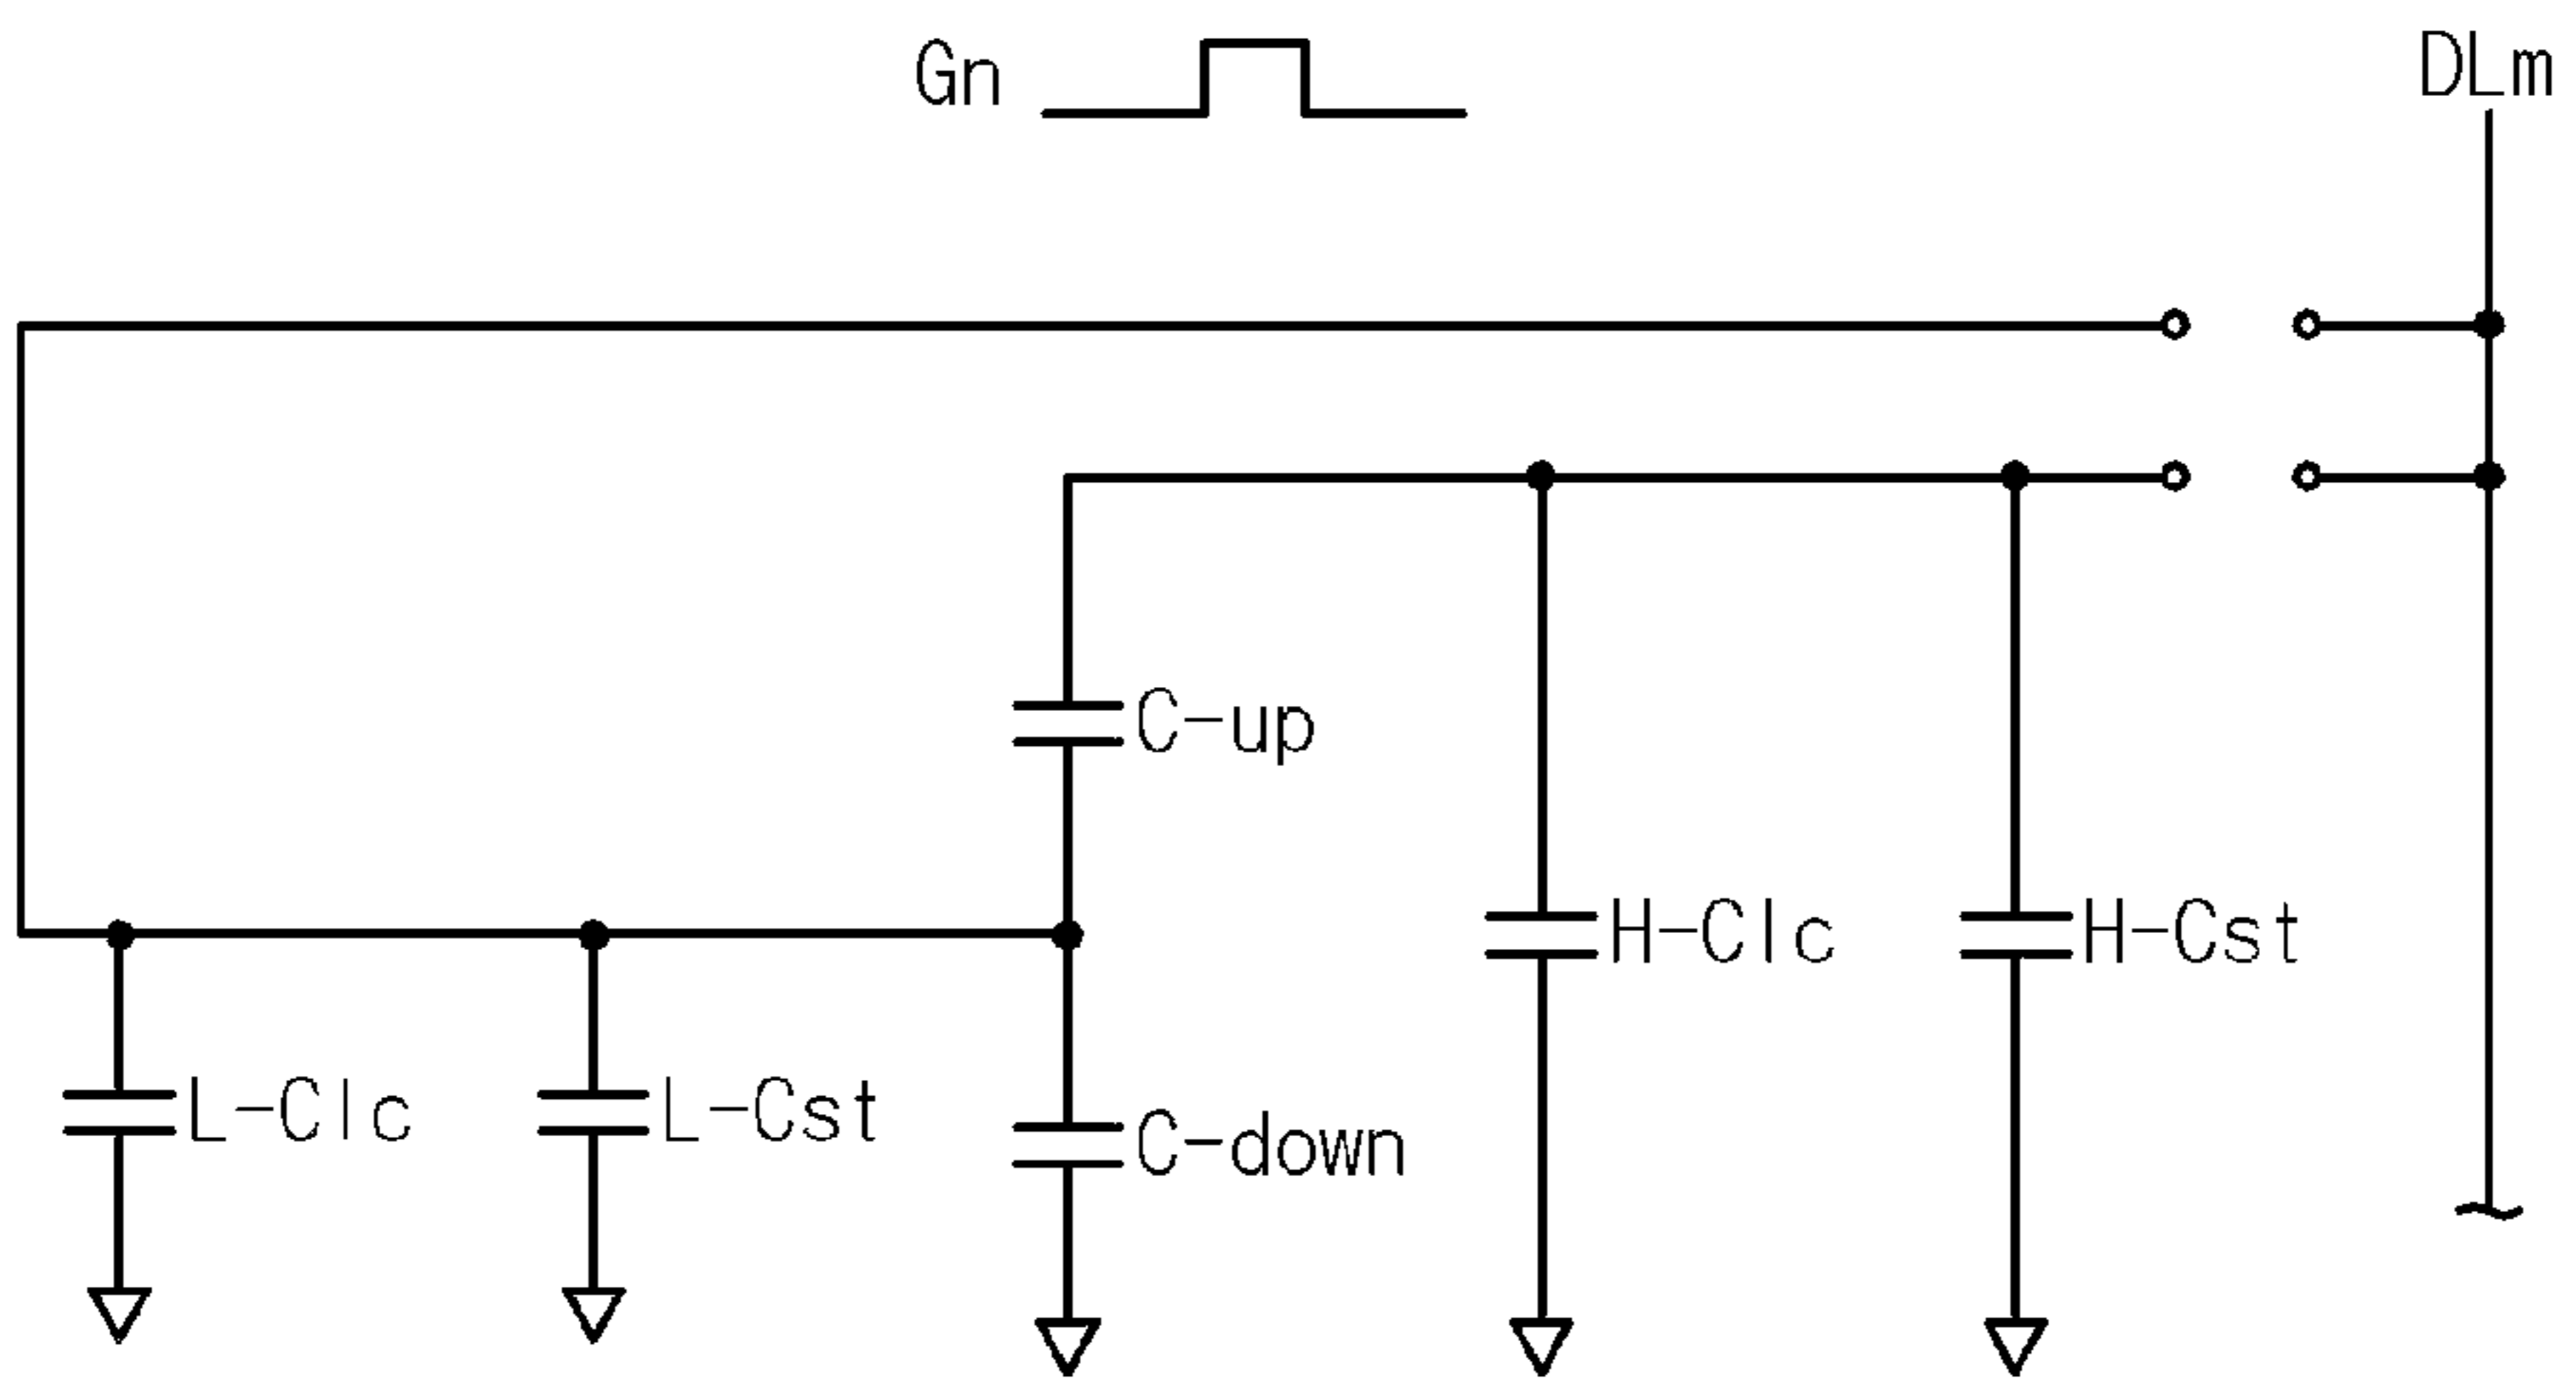 Gn
DLm
C-up
H-Clc
H-Cst
L-Clc
L-Cst
C-down